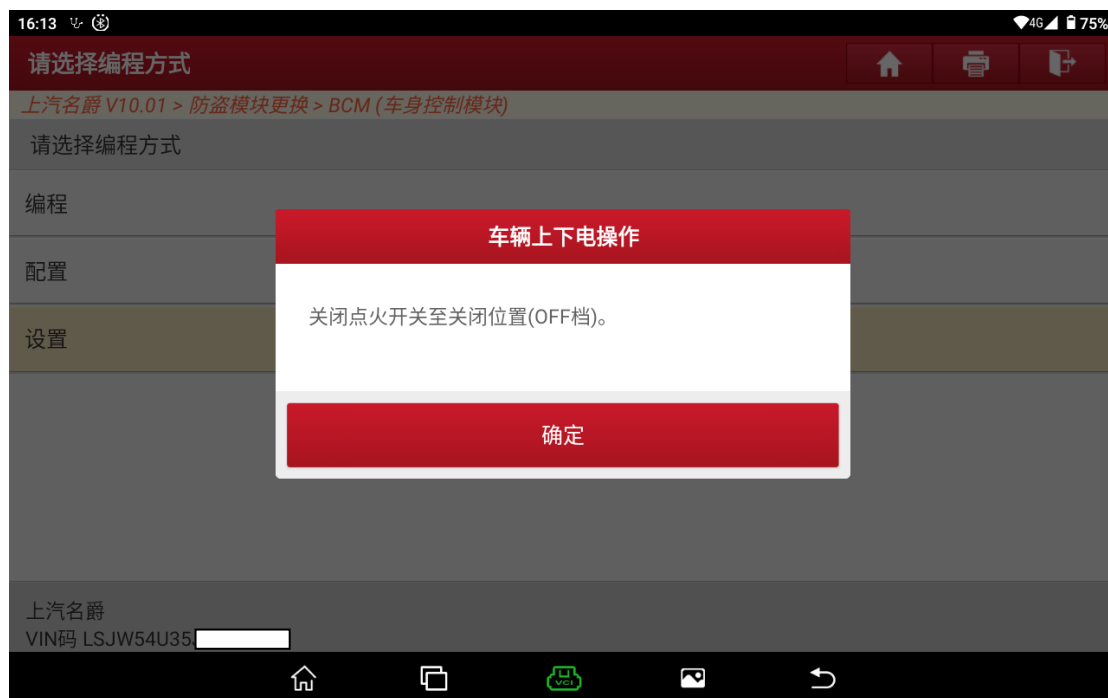 16:13
4G 75%
请选择编程方式
上汽名爵 V10.01 > 防盗模块更换 > BCM (车身控制模块)
请选择编程方式
编程
配置
设置
车辆上下电操作
关闭点火开关至关闭位置(OFF档)。
确定
上汽名爵
VIN码 LSJW54U35
VCI